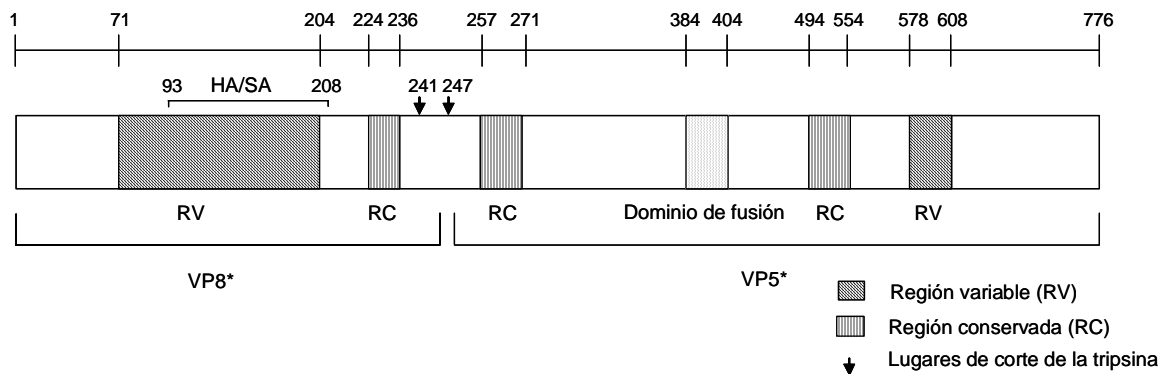 1 71 204 224 236 257 271 384 404 494 554 578 608 776
93 HA/SA 208 241 247
RV RC RC Dominio de fusión RC RV
VP8* VP5*
Región variable (RV)
Región conservada (RC)
Lugares de corte de la tripsina